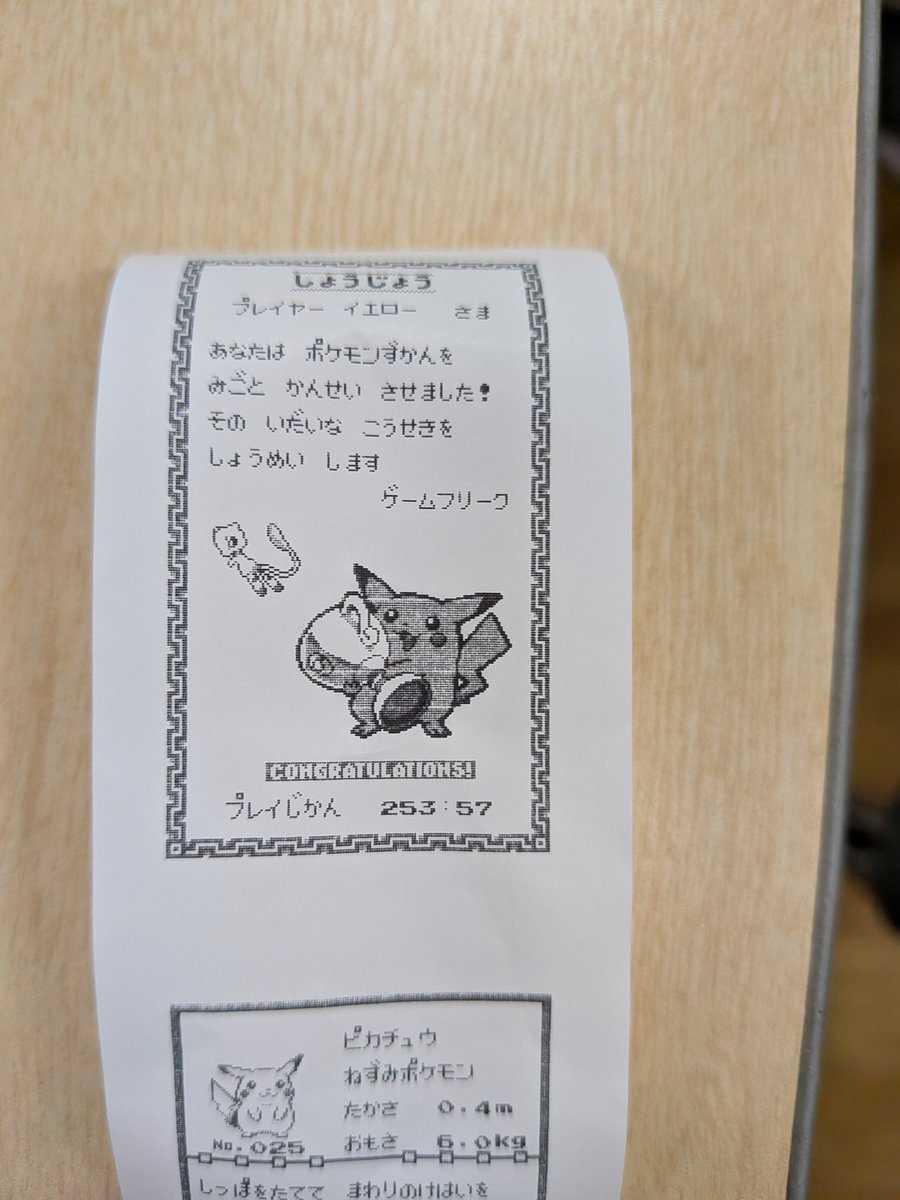 しょうじょう
プレイヤー イエロー さま
あなたは ポケモンずかんを
みごと かんせい させました!
その いだいな こうせきを
しょうめい します
ゲームフリーク
CONGRATULATIONS!
プレイじかん 253:57
ピカチュウ
ねずみポケモン
たかさ 0.4m
No.025 おもさ 6.0kg
しっぽをたてて まわりのけはいを